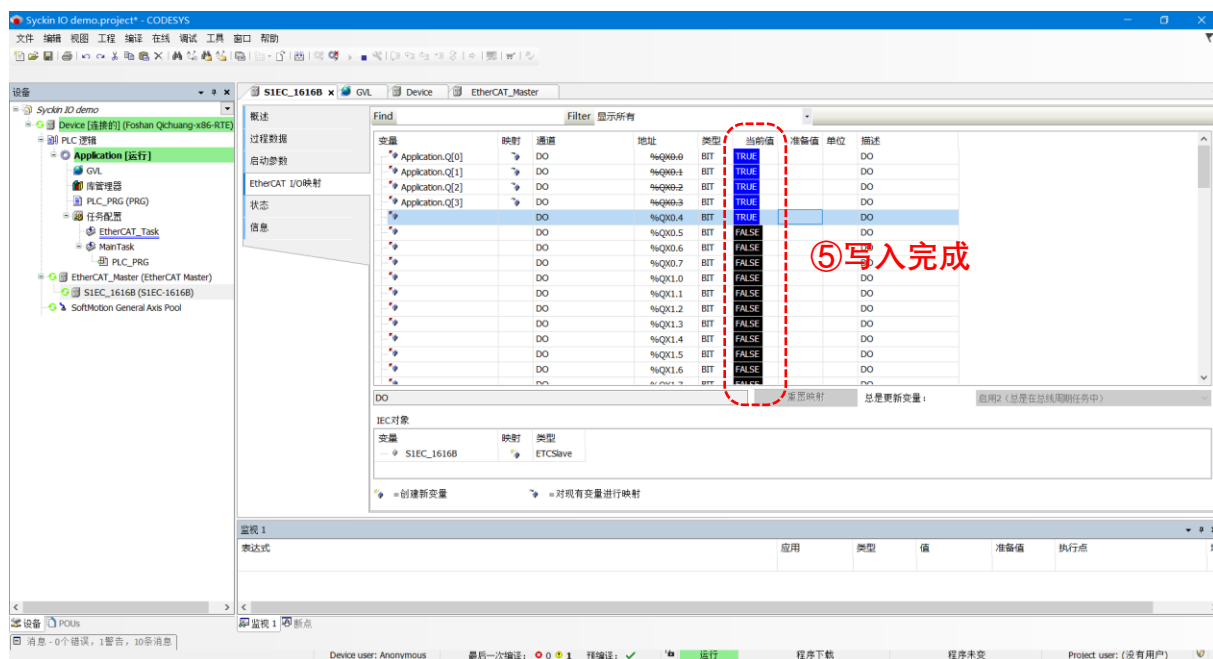 Syckin IO demo.project* - CODESYS
文件 编辑 视图 工程 编译 在线 调试 工具 窗口 帮助
设备
S1EC_1616B GVL Device EtherCAT_Master
Syckin IO demo
Device [连接的] (Foshan Qichuang-x86-RTE)
PLC 逻辑
Application [运行]
GVL
库管理器
PLC_PRG (PRG)
任务配置
EtherCAT_Task
MainTask
PLC_PRG
EtherCAT_Master (EtherCAT Master)
S1EC_1616B (S1EC-1616B)
SoftMotion General Axis Pool
概述
过程数据
启动参数
EtherCAT I/O映射
状态
信息
Find Filter 显示所有
变量 映射 通道 地址 类型 当前值 准备值 单位 描述
Application.Q[0] DO %QX0.0 BIT TRUE DO
Application.Q[1] DO %QX0.1 BIT TRUE DO
Application.Q[2] DO %QX0.2 BIT TRUE DO
Application.Q[3] DO %QX0.3 BIT TRUE DO
DO %QX0.4 BIT TRUE DO
DO %QX0.5 BIT FALSE DO
DO %QX0.6 BIT FALSE DO
DO %QX0.7 BIT FALSE DO
DO %QX1.0 BIT FALSE DO
DO %QX1.1 BIT FALSE DO
DO %QX1.2 BIT FALSE DO
DO %QX1.3 BIT FALSE DO
DO %QX1.4 BIT FALSE DO
DO %QX1.5 BIT FALSE DO
DO %QX1.6 BIT FALSE DO
DO %QX1.7 BIT FALSE DO
⑤写入完成
DO 重置映射 总是更新变量： 启用2（总是在总线周期任务中）
IEC对象
变量 映射 类型
S1EC_1616B ETCSlave
=创建新变量 =对现有变量进行映射
监视 1
表达式 应用 类型 值 准备值 执行点
设备 POUs
监视 1 断点
消息 - 0个错误，1警告，10条消息
Device user: Anonymous 最后一次编译： 0 1 预编译： 运行 程序下载 程序未变 Project user: (没有用户)